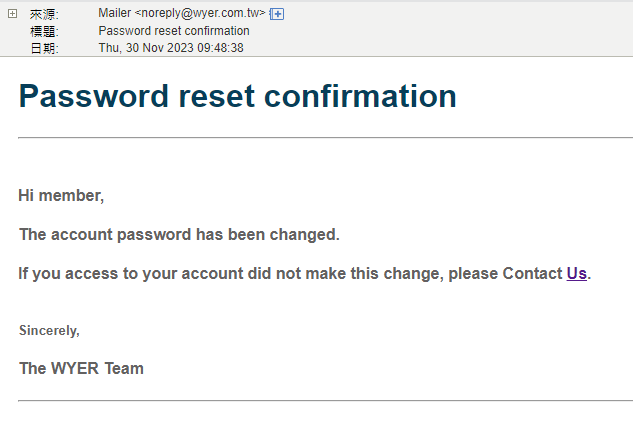 來源: Mailer <noreply@wyer.com.tw>
標題: Password reset confirmation
日期: Thu, 30 Nov 2023 09:48:38
Password reset confirmation
Hi member,
The account password has been changed.
If you access to your account did not make this change, please Contact Us.
Sincerely,
The WYER Team